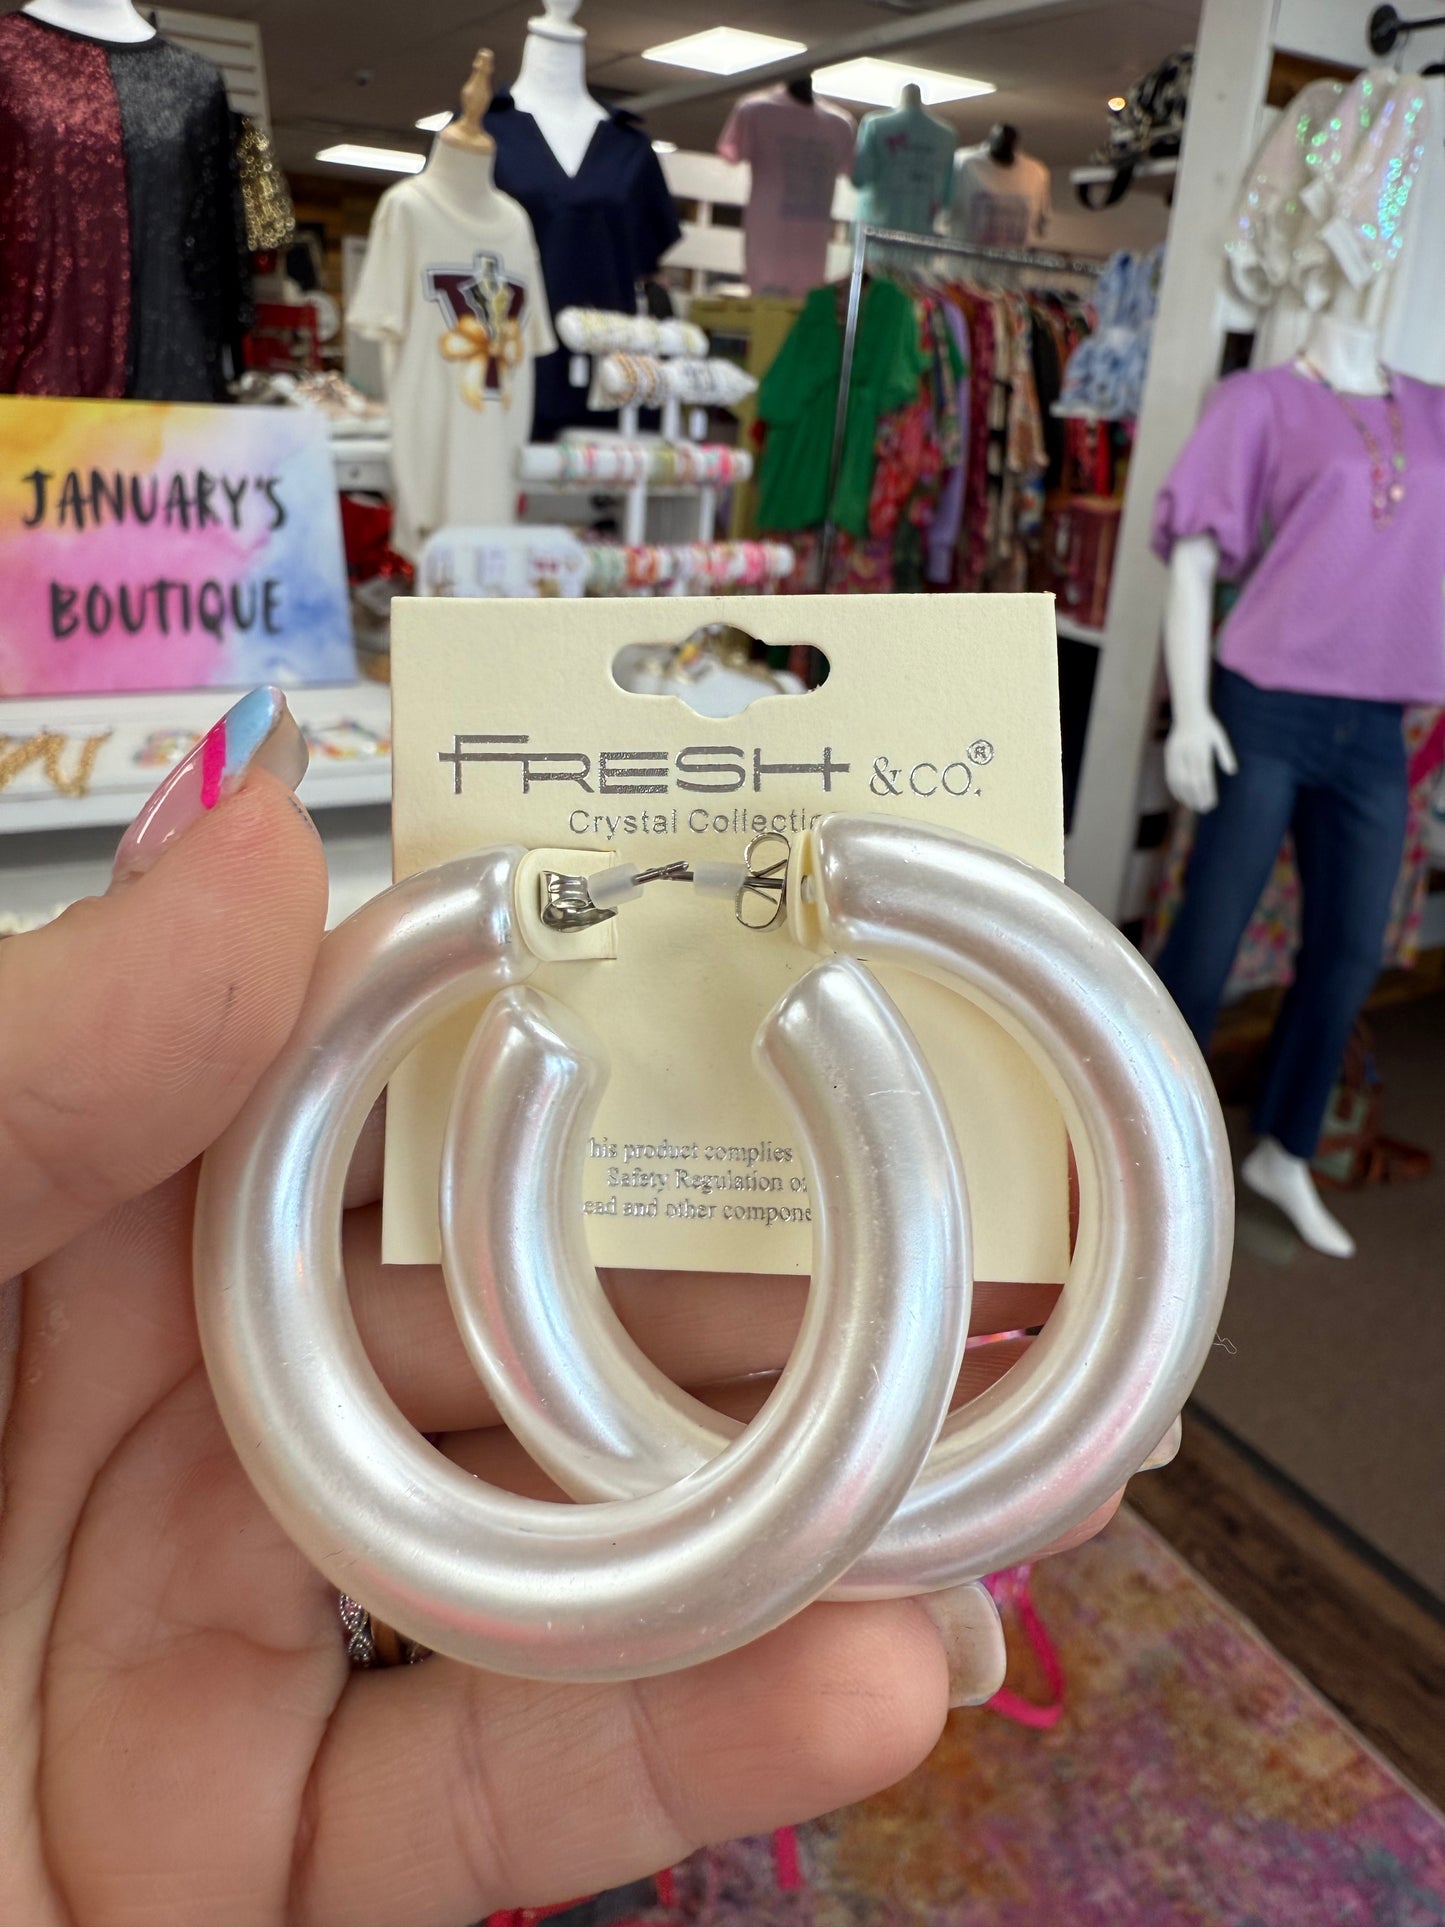 JANUARY'S
BOUTIQUE
FRESH &CO.®
Crystal Collectio
his product complies
Safety Regulation o
ead and other compone